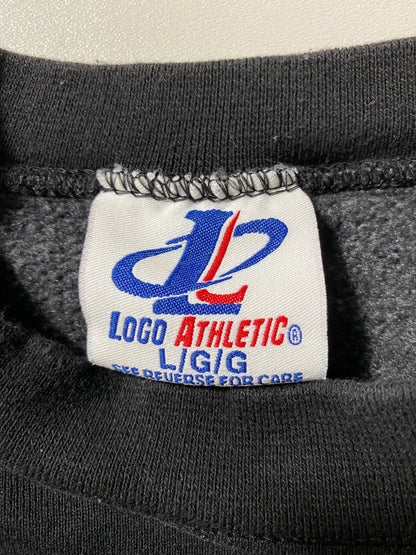 LOGO ATHLETIC®
L/G/G
SEE REVERSE FOR CARE